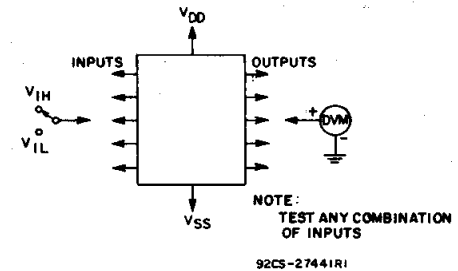 VDD
INPUTS
OUTPUTS
VIH
VIL
+
DVM
-
VSS
NOTE:
TEST ANY COMBINATION
OF INPUTS
92CS-27441R1